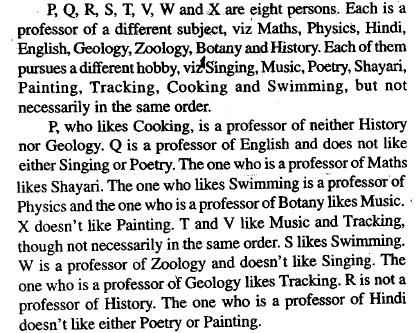 P, Q, R, S, T, V, W and X are eight persons. Each is a
professor of a different subject, viz Maths, Physics, Hindi,
English, Geology, Zoology, Botany and History. Each of them
pursues a different hobby, viz Singing, Music, Poetry, Shayari,
Painting, Tracking, Cooking and Swimming, but not
necessarily in the same order.
P, who likes Cooking, is a professor of neither History
nor Geology. Q is a professor of English and does not like
either Singing or Poetry. The one who is a professor of Maths
likes Shayari. The one who likes Swimming is a professor of
Physics and the one who is a professor of Botany likes Music.
X doesn't like Painting. T and V like Music and Tracking,
though not necessarily in the same order. S likes Swimming.
W is a professor of Zoology and doesn't like Singing. The
one who is a professor of Geology likes Tracking. R is not a
professor of History. The one who is a professor of Hindi
doesn't like either Poetry or Painting.